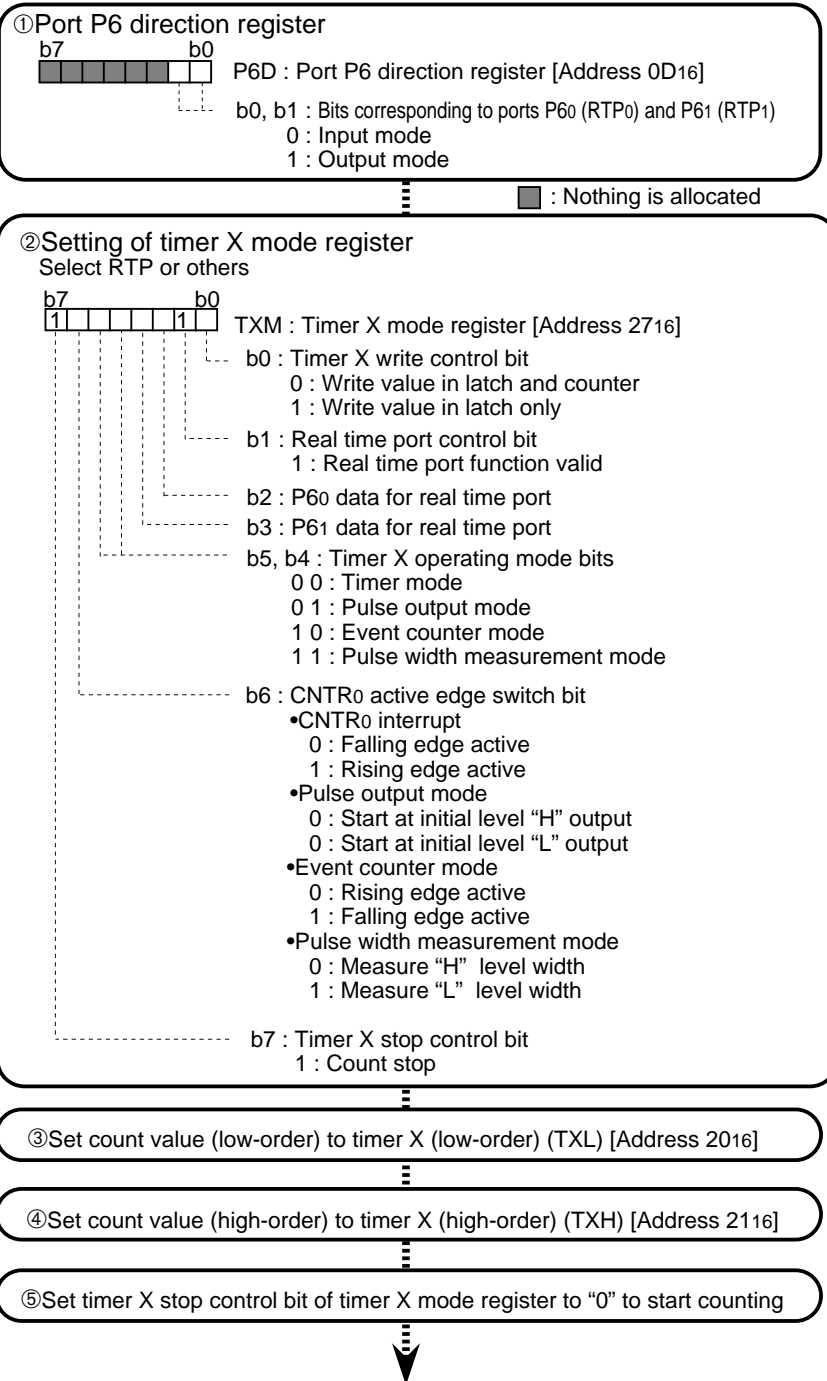 ①Port P6 direction register
b7 b0
P6D : Port P6 direction register [Address 0D16]
b0, b1 : Bits corresponding to ports P60 (RTP0) and P61 (RTP1)
0 : Input mode
1 : Output mode
: Nothing is allocated
②Setting of timer X mode register
Select RTP or others
b7 b0
1 1 TXM : Timer X mode register [Address 2716]
b0 : Timer X write control bit
0 : Write value in latch and counter
1 : Write value in latch only
b1 : Real time port control bit
1 : Real time port function valid
b2 : P60 data for real time port
b3 : P61 data for real time port
b5, b4 : Timer X operating mode bits
0 0 : Timer mode
0 1 : Pulse output mode
1 0 : Event counter mode
1 1 : Pulse width measurement mode
b6 : CNTR0 active edge switch bit
•CNTR0 interrupt
0 : Falling edge active
1 : Rising edge active
•Pulse output mode
0 : Start at initial level “H” output
0 : Start at initial level “L” output
•Event counter mode
0 : Rising edge active
1 : Falling edge active
•Pulse width measurement mode
0 : Measure “H” level width
1 : Measure “L” level width
b7 : Timer X stop control bit
1 : Count stop
③Set count value (low-order) to timer X (low-order) (TXL) [Address 2016]
④Set count value (high-order) to timer X (high-order) (TXH) [Address 2116]
⑤Set timer X stop control bit of timer X mode register to “0” to start counting